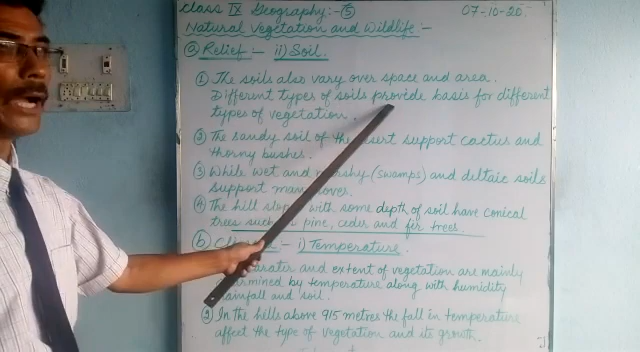 Class IX Geography:-⑤ 07-10-20.
Natural Vegetation and Wildlife:-
ⓐ Relief:- ii) Soil.
① The soils also vary over space and area.
Different types of soils provide basis for different
types of vegetation.
② The sandy soil of the support cactus and
thorny bushes.
③ While wet and (swamps) and deltaic soils
support
④ The hill with some depth of soil have conical
trees such pine, ceder and fer trees.
ⓑ :- i) Temperature.
and extent of vegetation are mainly
by temperature along with humidity
rainfall and soil.
② In the hills above 915 metres the fall in temperature
affect the type of vegetation and its growth.